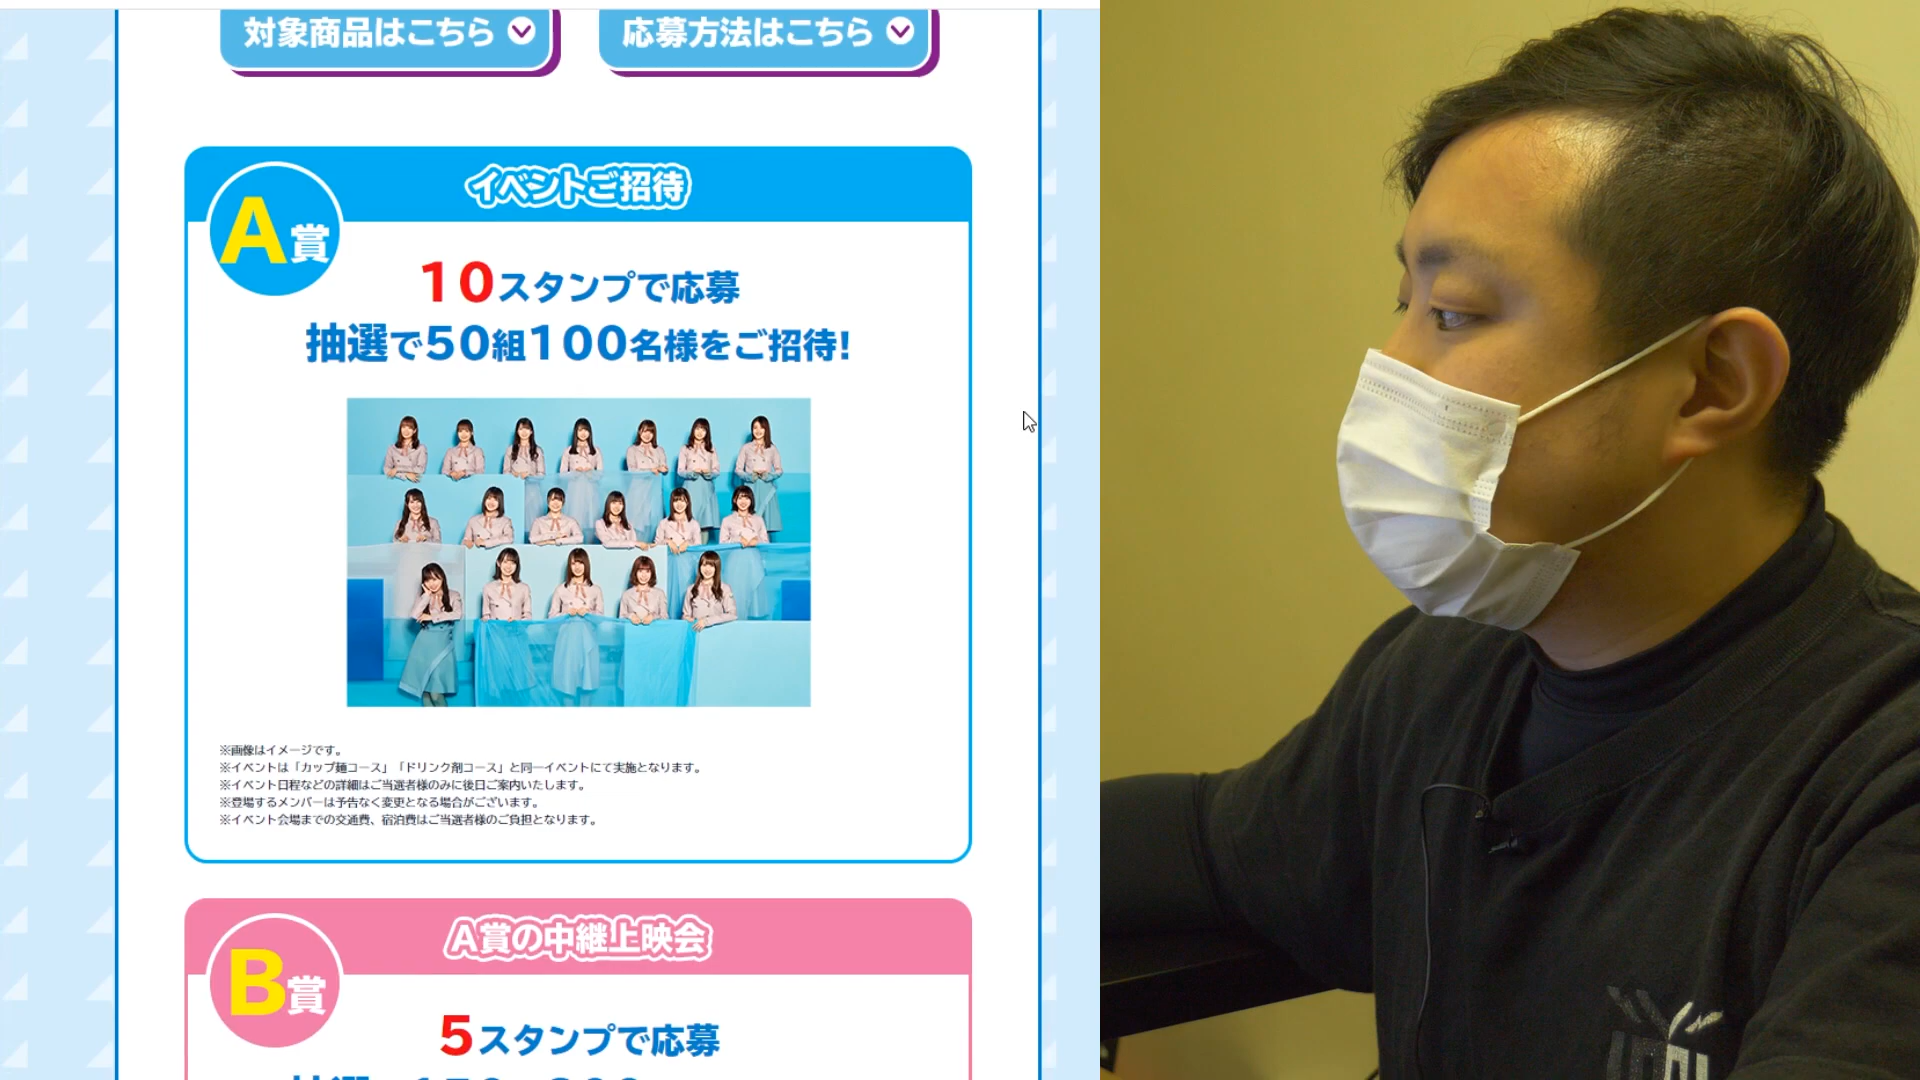 対象商品はこちら
応募方法はこちら
イベントご招待
A賞
10スタンプで応募
抽選で50組100名様をご招待!
※画像はイメージです。
※イベントは「カップ麺コース」「ドリンク剤コース」と同一イベントにて実施となります。
※イベント日程などの詳細はご当選者様のみに後日ご案内いたします。
※登場するメンバーは予告なく変更となる場合がございます。
※イベント会場までの交通費、宿泊費はご当選者様のご負担となります。
A賞の中継上映会
B賞
5スタンプで応募